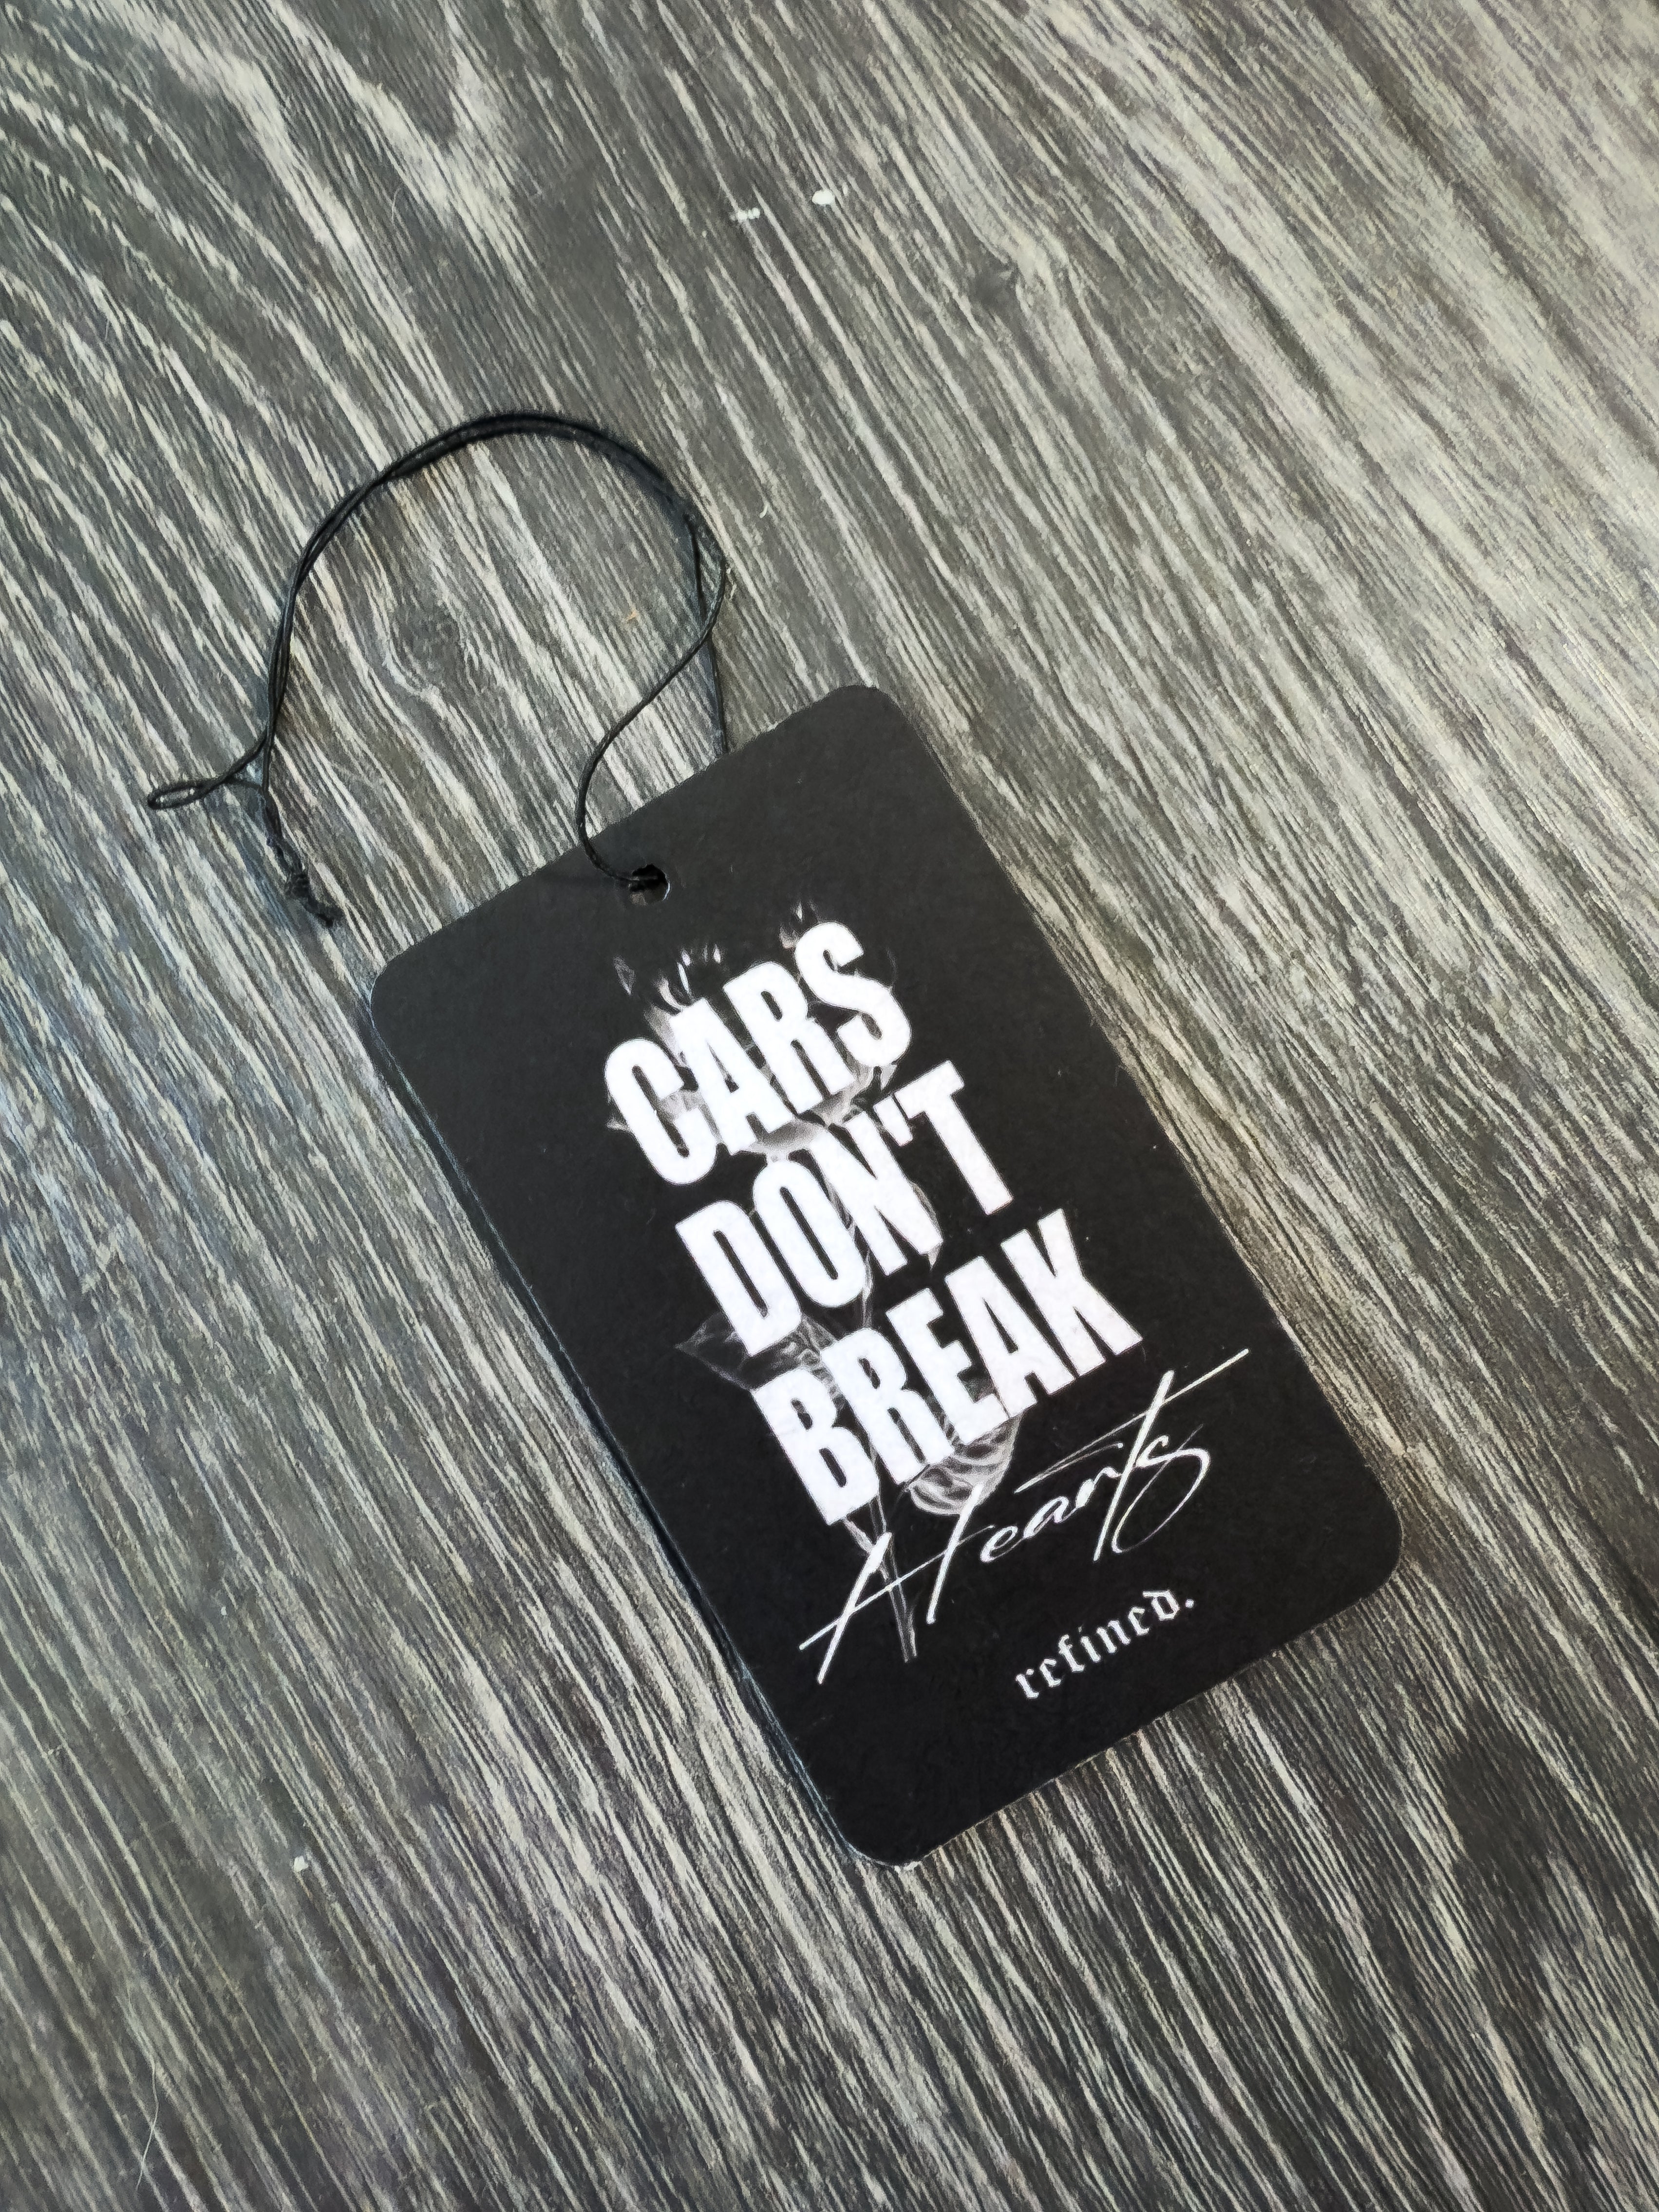 CARS
DON'T
BREAK
Hearts
refined.